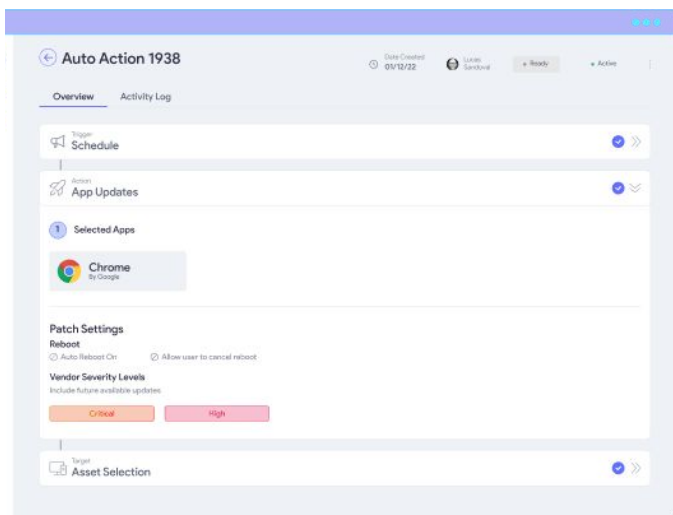 Auto Action 1938
Date Created
01/12/22
Lucas
Sandoval
Ready
Active
Overview
Activity Log
Trigger
Schedule
Action
App Updates
1 Selected Apps
Chrome
By Google
Patch Settings
Reboot
Auto Reboot On
Allow user to cancel reboot
Vendor Severity Levels
Include future available updates
Critical
High
Target
Asset Selection